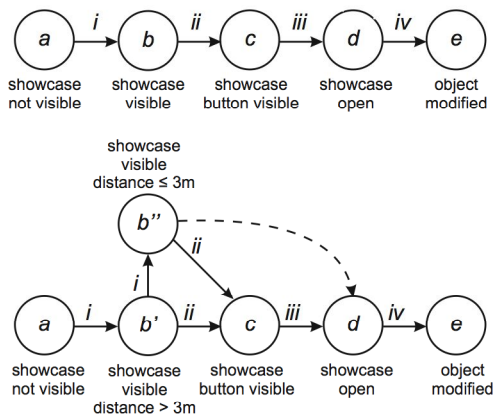 i ii iii iv
a b c d e
showcase showcase showcase showcase object
not visible visible button visible open modified
showcase
visible
distance ≤ 3m
b’’
ii
i
i ii iii iv
a b’ c d e
showcase showcase showcase showcase object
not visible visible button visible open modified
distance > 3m